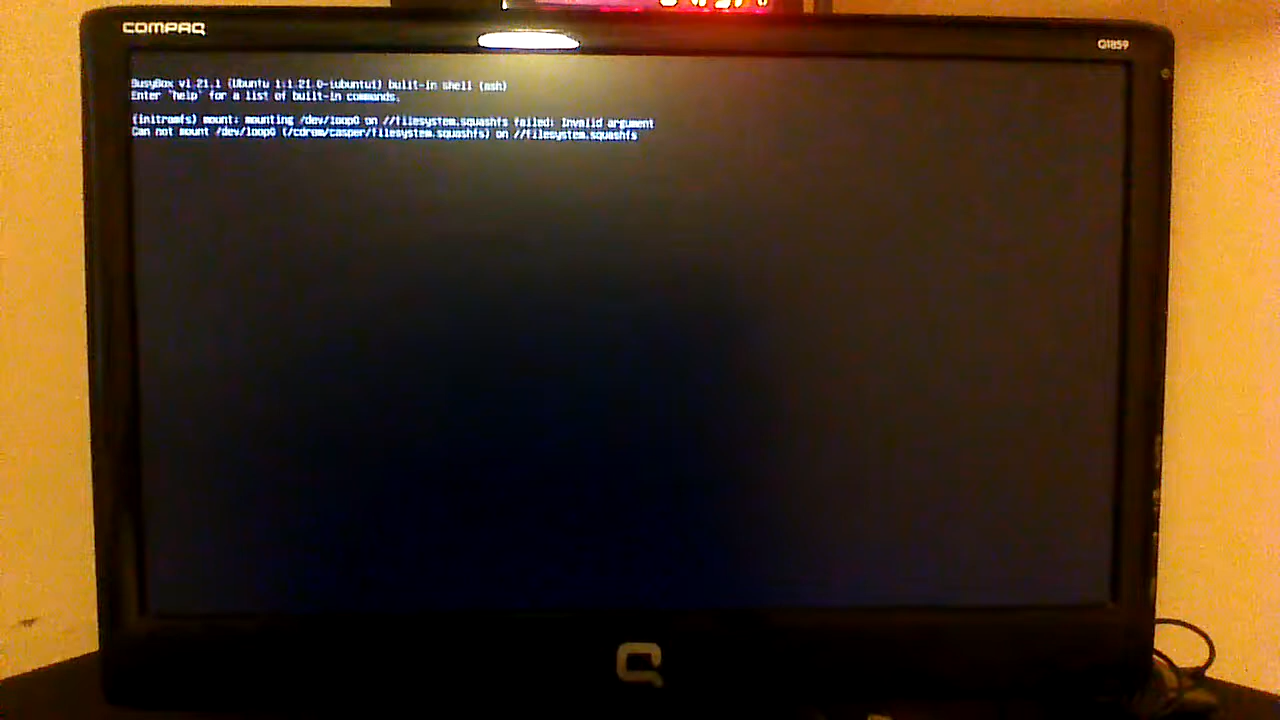 COMPAQ
Q1859
BusyBox v1.21.1 (Ubuntu 1:1.21.0-1ubuntu1) built-in shell (ash)
Enter 'help' for a list of built-in commands.
(initramfs) mount: mounting /dev/loop0 on //filesystem.squashfs failed: Invalid argument
Can not mount /dev/loop0 (/cdrom/casper/filesystem.squashfs) on //filesystem.squashfs